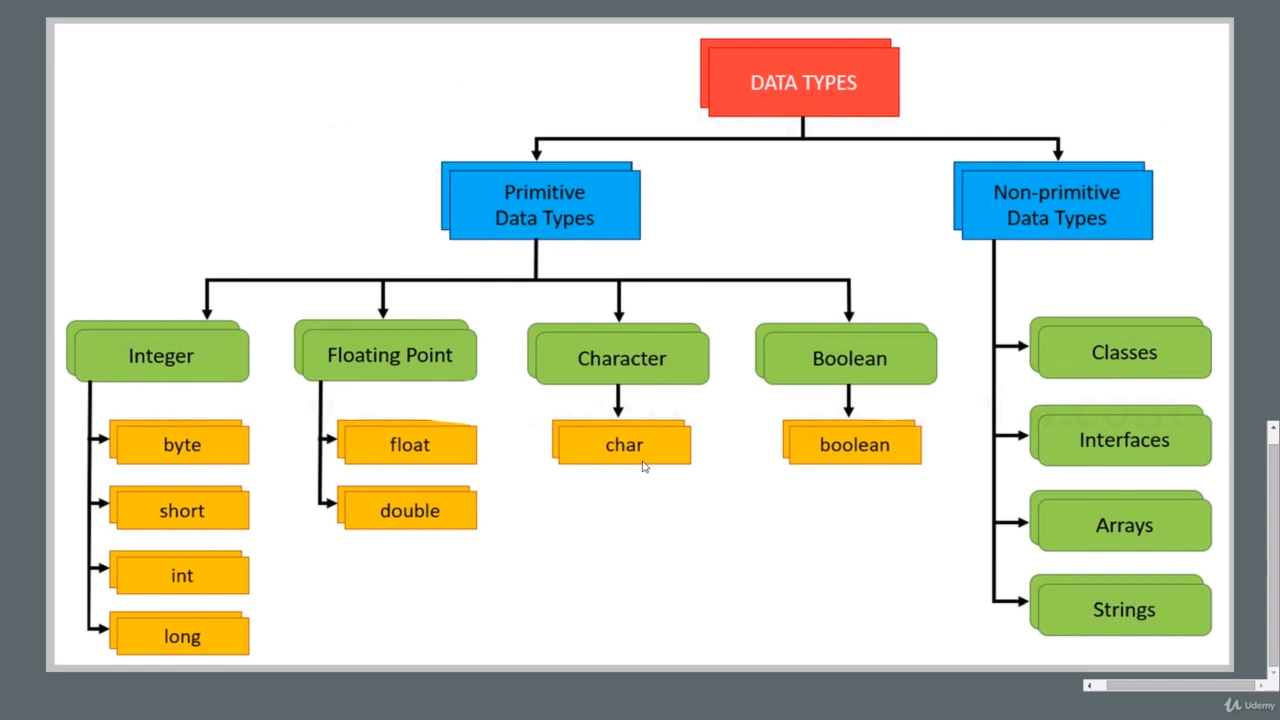 DATA TYPES
Primitive
Data Types
Non-primitive
Data Types
Integer
Floating Point
Character
Boolean
Classes
byte
float
char
boolean
Interfaces
short
double
Arrays
int
long
Strings
Udemy